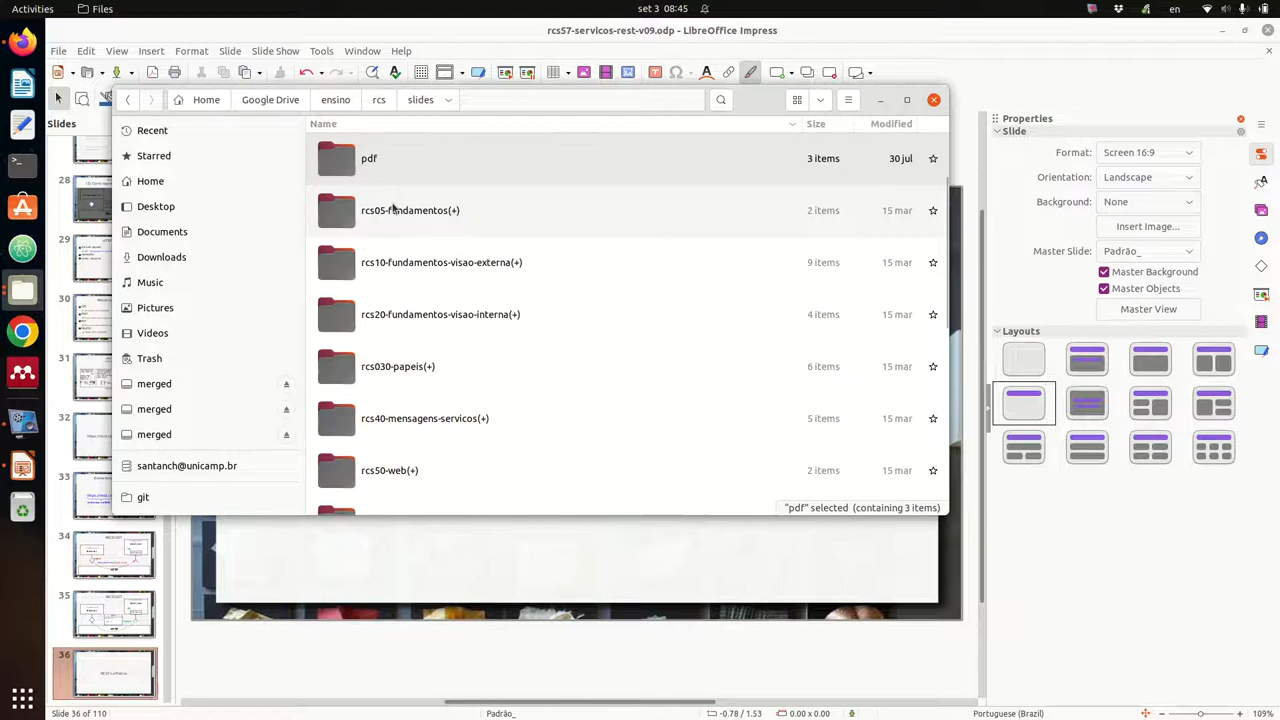 Activities
Files
set 3 08:45
en
rcs57-servicos-rest-v09.odp - LibreOffice Impress
File Edit View Insert Format Slide Slide Show Tools Window Help
Home Google Drive ensino rcs slides
Slides
Name Size Modified
Recent
Starred
Home
Desktop
Documents
Downloads
Music
Pictures
Videos
Trash
merged
merged
merged
santanch@unicamp.br
git
pdf 3 items 30 jul
rcs05-fundamentos(+) 2 items 15 mar
rcs10-fundamentos-visao-externa(+) 9 items 15 mar
rcs20-fundamentos-visao-interna(+) 4 items 15 mar
rcs030-papeis(+) 6 items 15 mar
rcs40-mensagens-servicos(+) 5 items 15 mar
rcs50-web(+) 2 items 15 mar
"pdf" selected (containing 3 items)
28
29
30
31
32
33
34
35
36
Properties
Slide
Format: Screen 16:9
Orientation: Landscape
Background: None
Insert Image...
Master Slide: Padrão_
Master Background
Master Objects
Master View
Layouts
Slide 36 of 110
Padrão_
-0.78 / 1.53
0.00 x 0.00
Portuguese (Brazil)
109%